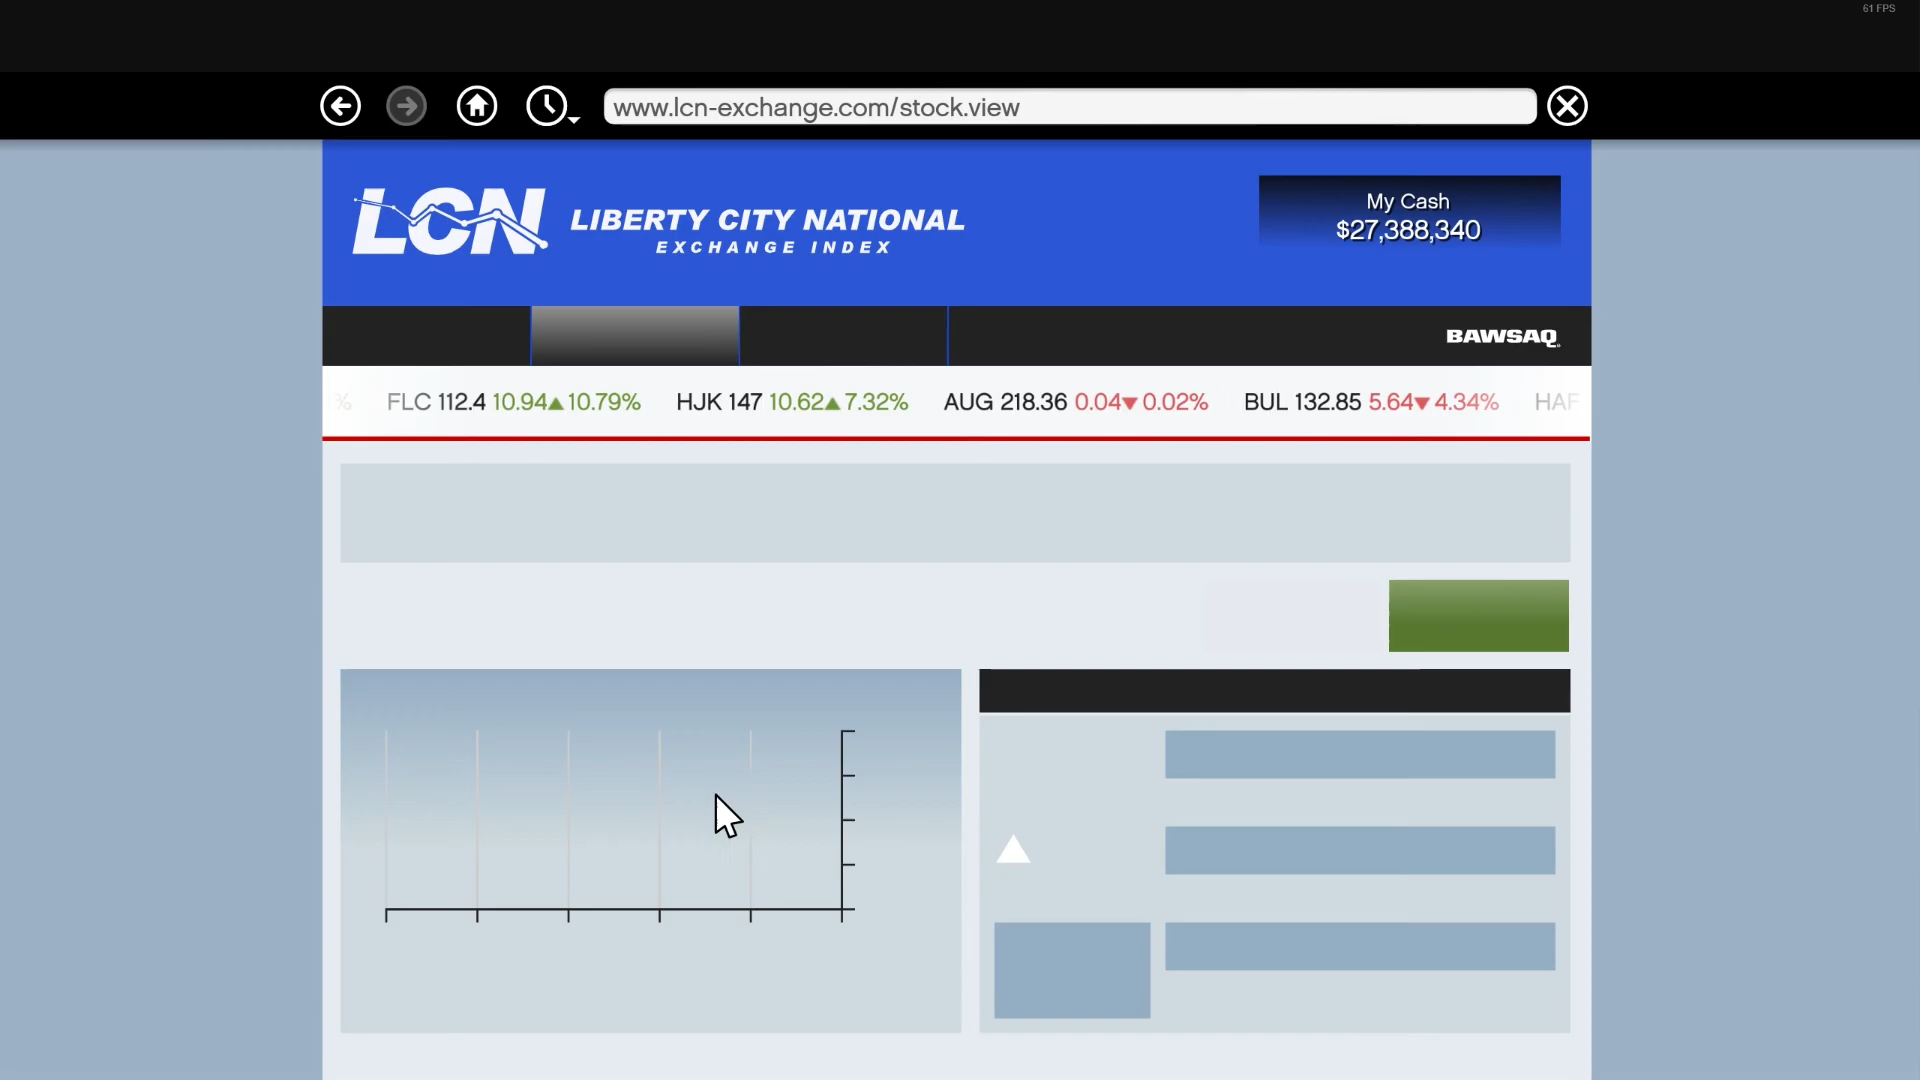 61 FPS
www.lcn-exchange.com/stock.view
LCN LIBERTY CITY NATIONAL
EXCHANGE INDEX
My Cash
$27,388,340
BAWSAQ
% FLC 112.4 10.94▲10.79% HJK 147 10.62▲7.32% AUG 218.36 0.04▼0.02% BUL 132.85 5.64▼4.34% HAF